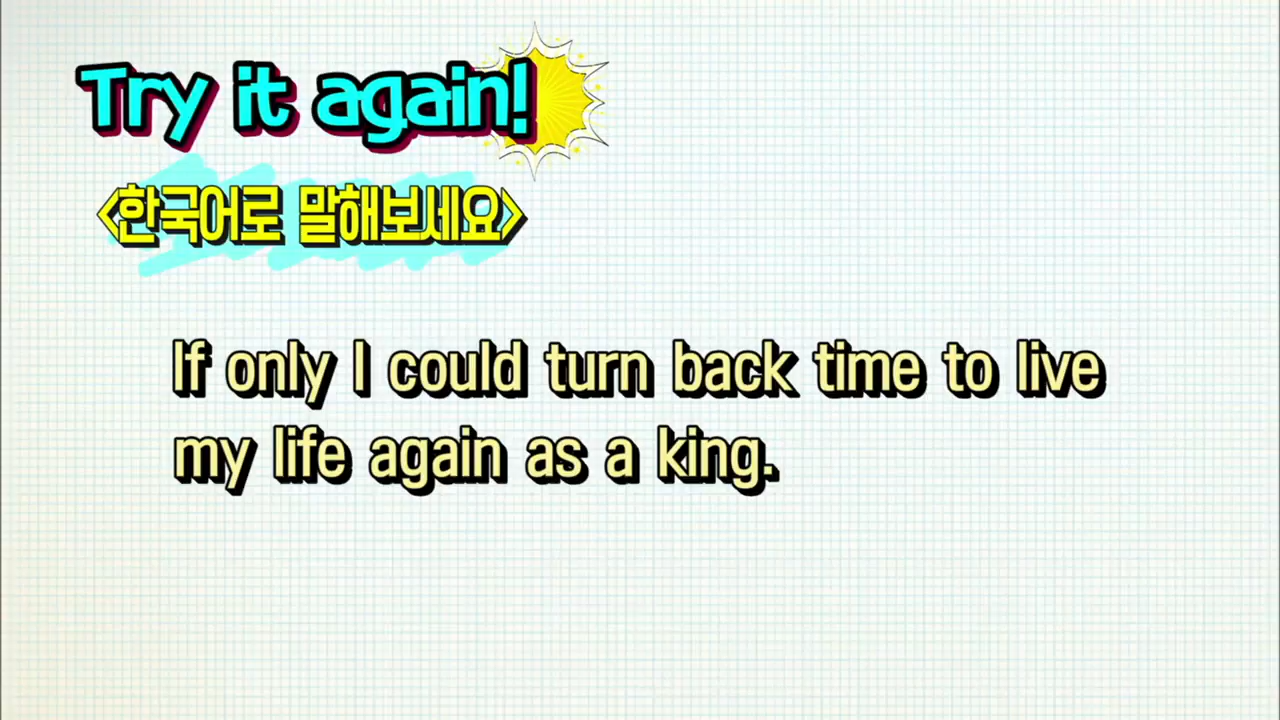 Try it again!
<한국어로 말해보세요>
If only I could turn back time to live
my life again as a king.